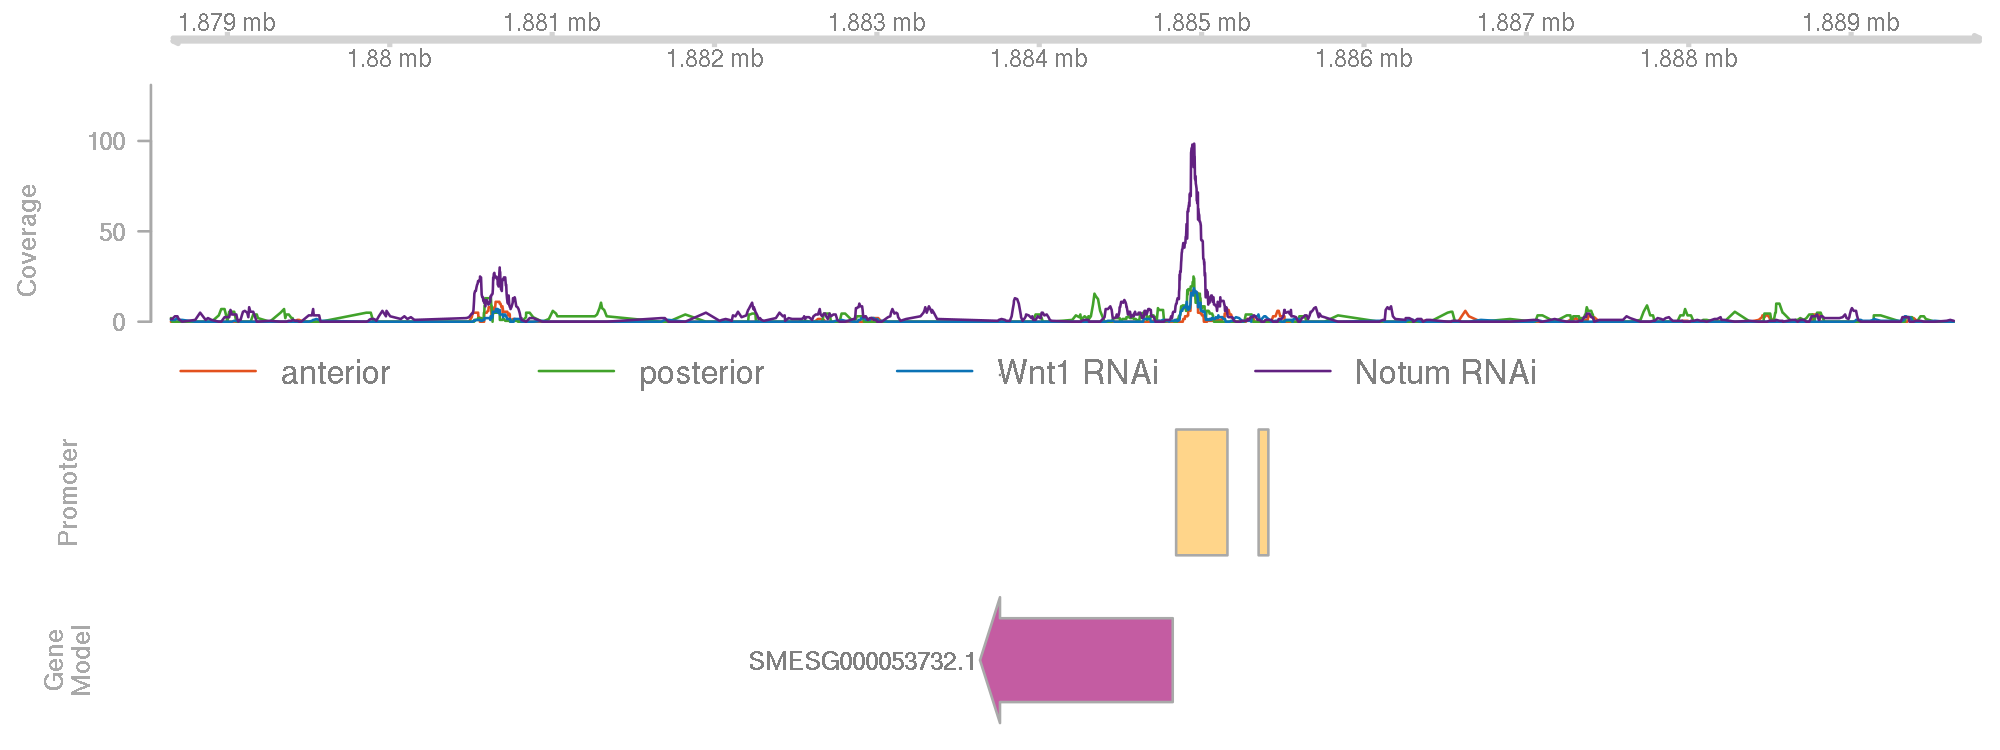 1.879 mb 1.881 mb 1.883 mb 1.885 mb 1.887 mb 1.889 mb
1.88 mb 1.882 mb 1.884 mb 1.886 mb 1.888 mb
Coverage
100
50
0
anterior posterior Wnt1 RNAi Notum RNAi
Promoter
Gene
Model
SMESG000053732.1